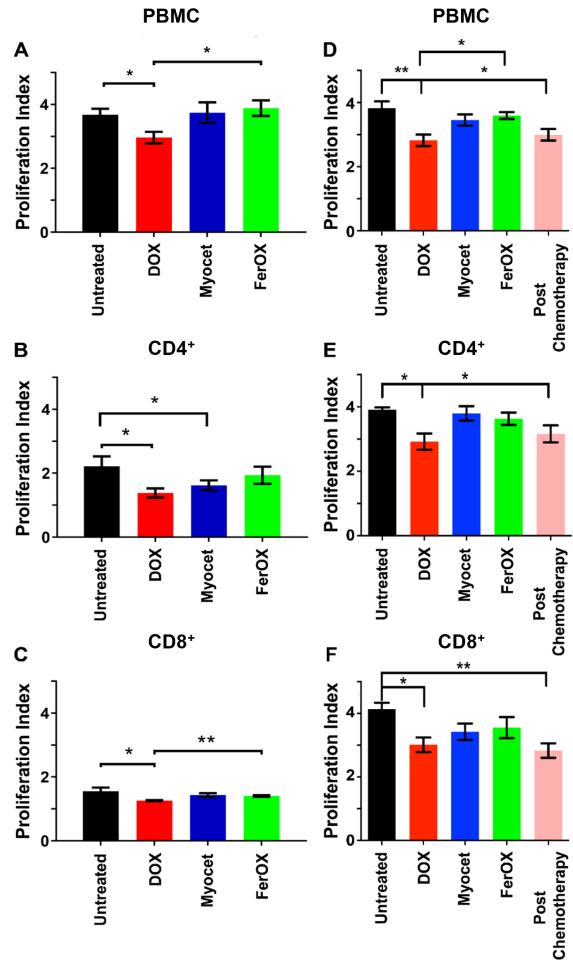 PBMC
A
Proliferation Index
4
2
0
*
*
Untreated
DOX
Myocet
FerOX
PBMC
D
Proliferation Index
4
2
0
*
**
*
Untreated
DOX
Myocet
FerOX
Post
Chemotherapy
CD4+
B
Proliferation Index
4
2
0
*
*
Untreated
DOX
Myocet
FerOX
CD4+
E
Proliferation Index
4
2
0
*
*
Untreated
DOX
Myocet
FerOX
Post
Chemotherapy
CD8+
C
Proliferation Index
4
2
0
*
**
Untreated
DOX
Myocet
FerOX
CD8+
F
Proliferation Index
4
2
0
**
*
Untreated
DOX
Myocet
FerOX
Post
Chemotherapy